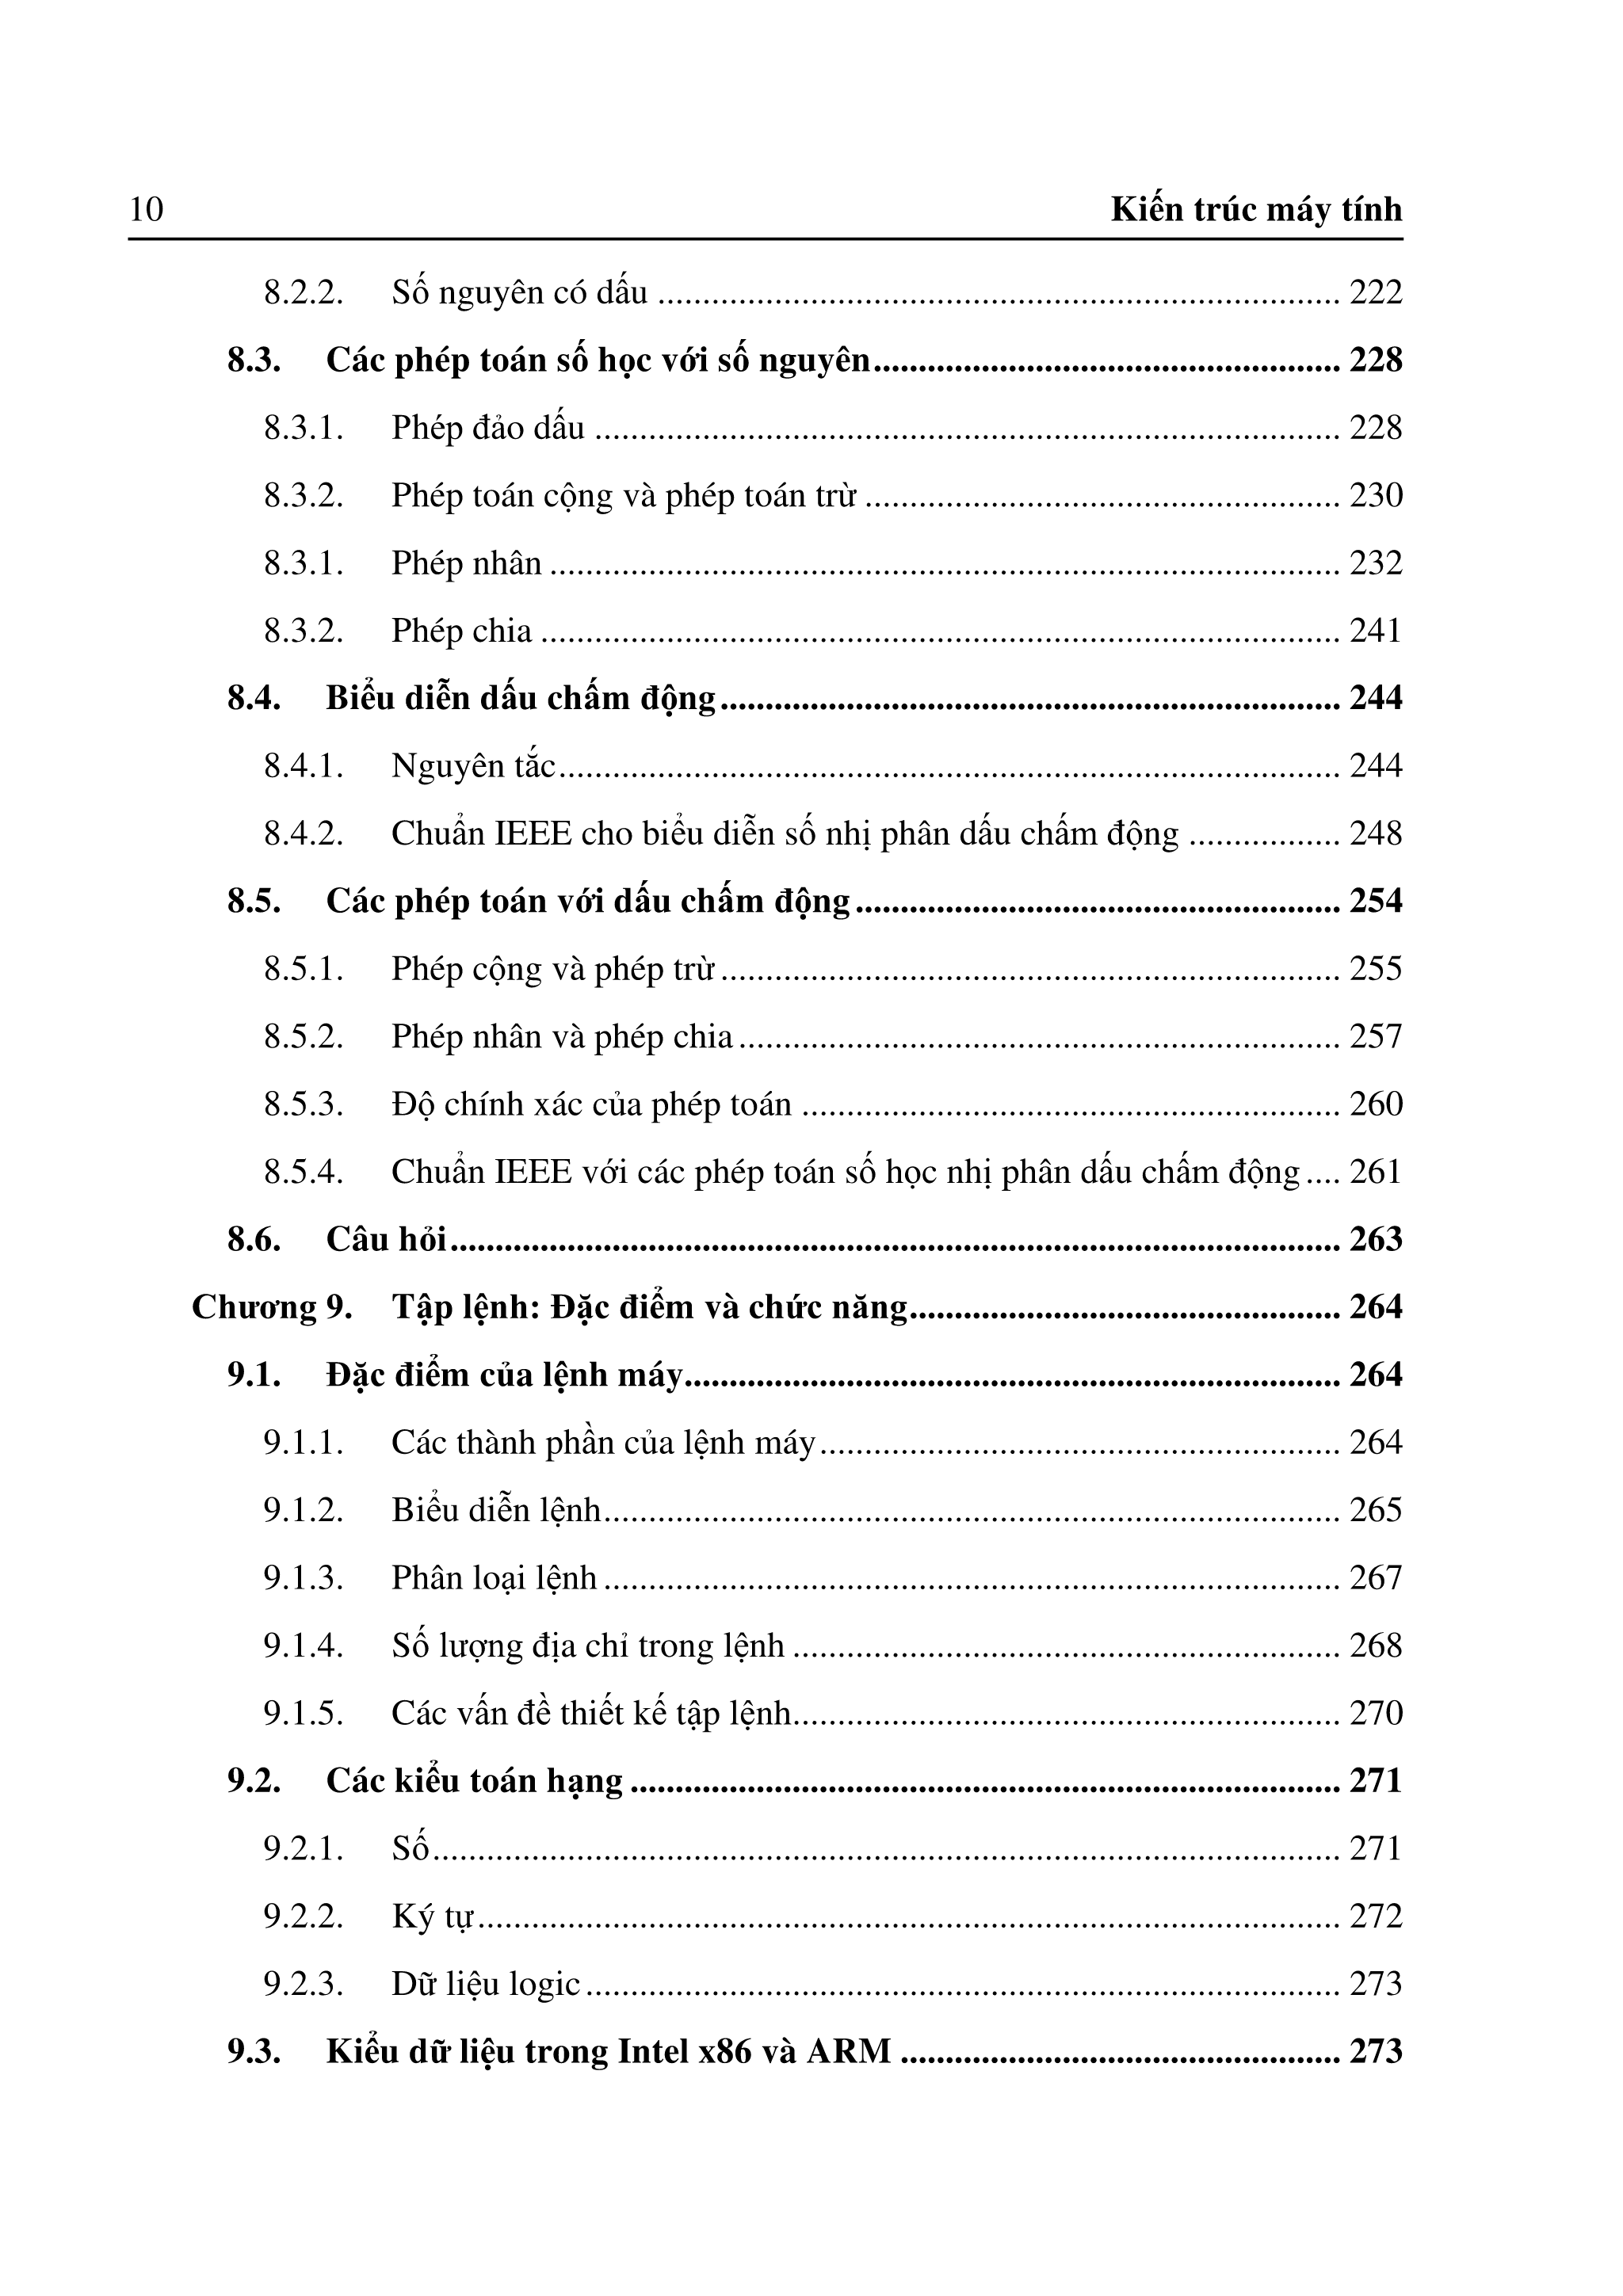 10 Kiến trúc máy tính
8.2.2. Số nguyên có dấu ........ 222
8.3. Các phép toán số học với số nguyên ........ 228
8.3.1. Phép đảo dấu ........ 228
8.3.2. Phép toán cộng và phép toán trừ ........ 230
8.3.1. Phép nhân ........ 232
8.3.2. Phép chia ........ 241
8.4. Biểu diễn dấu chấm động ........ 244
8.4.1. Nguyên tắc ........ 244
8.4.2. Chuẩn IEEE cho biểu diễn số nhị phân dấu chấm động ........ 248
8.5. Các phép toán với dấu chấm động ........ 254
8.5.1. Phép cộng và phép trừ ........ 255
8.5.2. Phép nhân và phép chia ........ 257
8.5.3. Độ chính xác của phép toán ........ 260
8.5.4. Chuẩn IEEE với các phép toán số học nhị phân dấu chấm động .... 261
8.6. Câu hỏi ........ 263
Chương 9. Tập lệnh: Đặc điểm và chức năng ........ 264
9.1. Đặc điểm của lệnh máy ........ 264
9.1.1. Các thành phần của lệnh máy ........ 264
9.1.2. Biểu diễn lệnh ........ 265
9.1.3. Phân loại lệnh ........ 267
9.1.4. Số lượng địa chỉ trong lệnh ........ 268
9.1.5. Các vấn đề thiết kế tập lệnh ........ 270
9.2. Các kiểu toán hạng ........ 271
9.2.1. Số ........ 271
9.2.2. Ký tự ........ 272
9.2.3. Dữ liệu logic ........ 273
9.3. Kiểu dữ liệu trong Intel x86 và ARM ........ 273